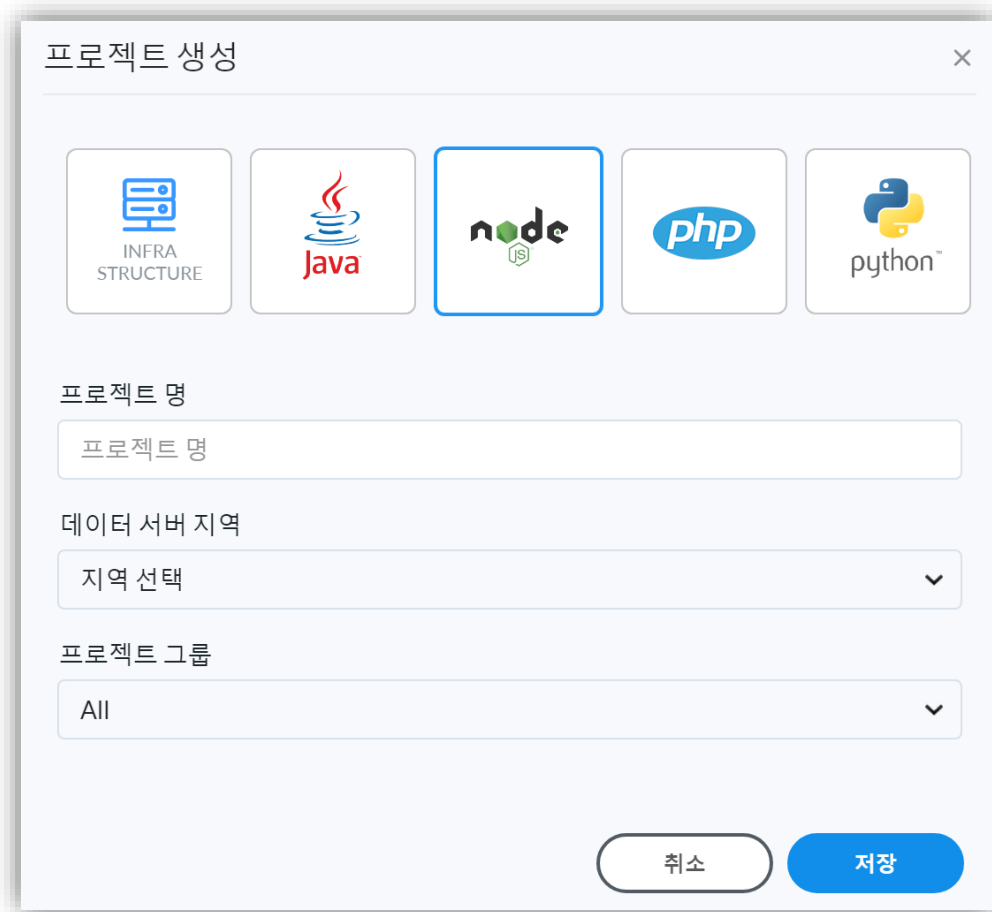 프로젝트 생성
INFRA
STRUCTURE
Java
node
JS
php
python™
프로젝트 명
프로젝트 명
데이터 서버 지역
지역 선택
프로젝트 그룹
All
취소
저장